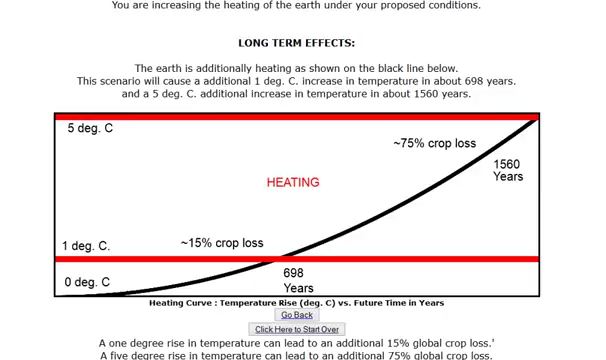 You are increasing the heating of the earth under your proposed conditions.
LONG TERM EFFECTS:
The earth is additionally heating as shown on the black line below.
This scenario will cause a additional 1 deg. C. increase in temperature in about 698 years.
and a 5 deg. C. additional increase in temperature in about 1560 years.
5 deg. C
~75% crop loss
1560
Years
HEATING
~15% crop loss
1 deg. C.
0 deg. C
698
Years
Heating Curve : Temperature Rise (deg. C) vs. Future Time in Years
Go Back
Click Here to Start Over
A one degree rise in temperature can lead to an additional 15% global crop loss.'
A five degree rise in temperature can lead to an additional 75% global crop loss.